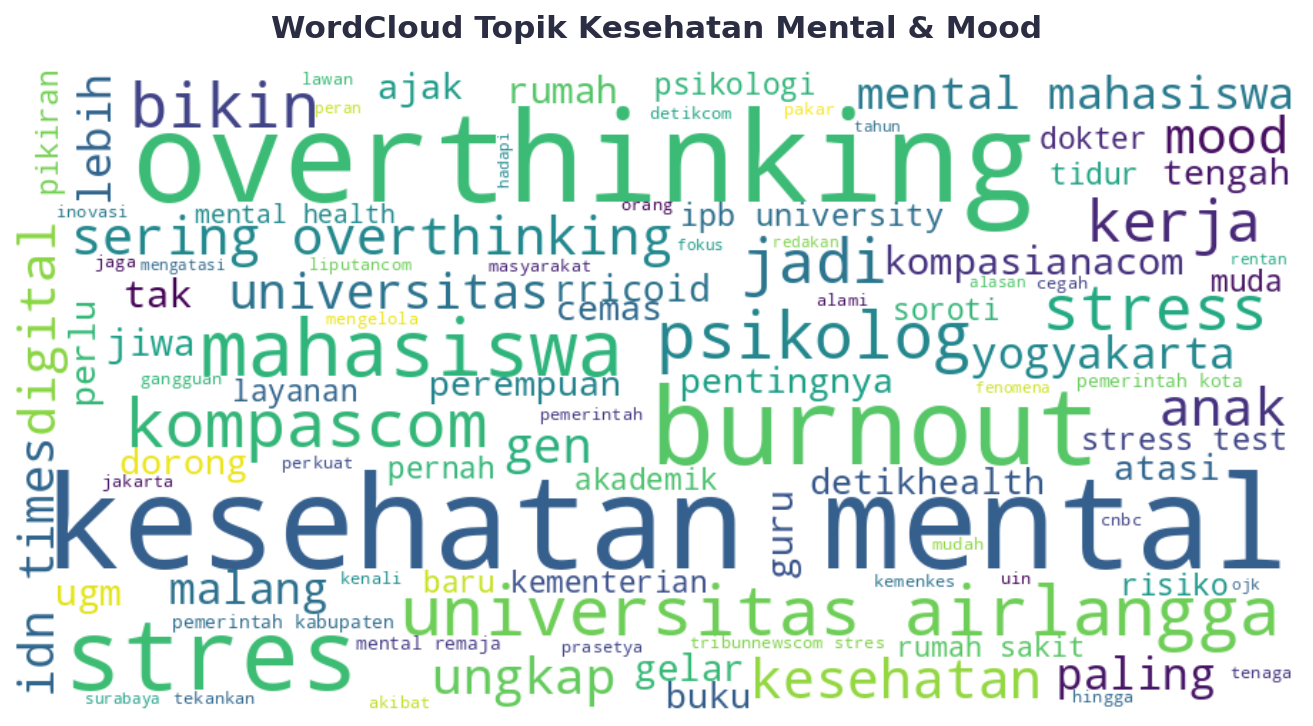 WordCloud Topik Kesehatan Mental & Mood
pikiran
lebih
bikin
lawan
peran
ajak
rumah
psikologi
detikcom
pakar
mental mahasiswa
tahun
overthinking
hadapi
dokter
mood
tidur
tengah
inovasi
mental health
orang
ipb university
kerja
sering overthinking
fokus
redakan
jaga
mengatasi
liputancom
masyarakat
jadi
kompasianacom
rentan
digital
tak
universitas
rricoid
cemas
alami
alasan
cegah
muda
perlu
mengelola
soroti
stress
jiwa
mahasiswa
psikolog
yogyakarta
gangguan
layanan
perempuan
pentingnya
fenomena
pemerintah kota
kompascom
pemerintah
burnout
anak
gen
stress test
dorong
perkuat
pernah
akademik
detikhealth
atasi
jakarta
idn times
kesehatan mental
guru
cnbc
mudah
ugm
malang
kenali
baru
kementerian
kemenkes
uin
risiko
ojk
pemerintah kabupaten
universitas airlangga
stres
mental remaja
prasetya
tribunnewscom stres
rumah sakit
ungkap
gelar
kesehatan
paling
tenaga
surabaya
tekankan
akibat
buku
hingga